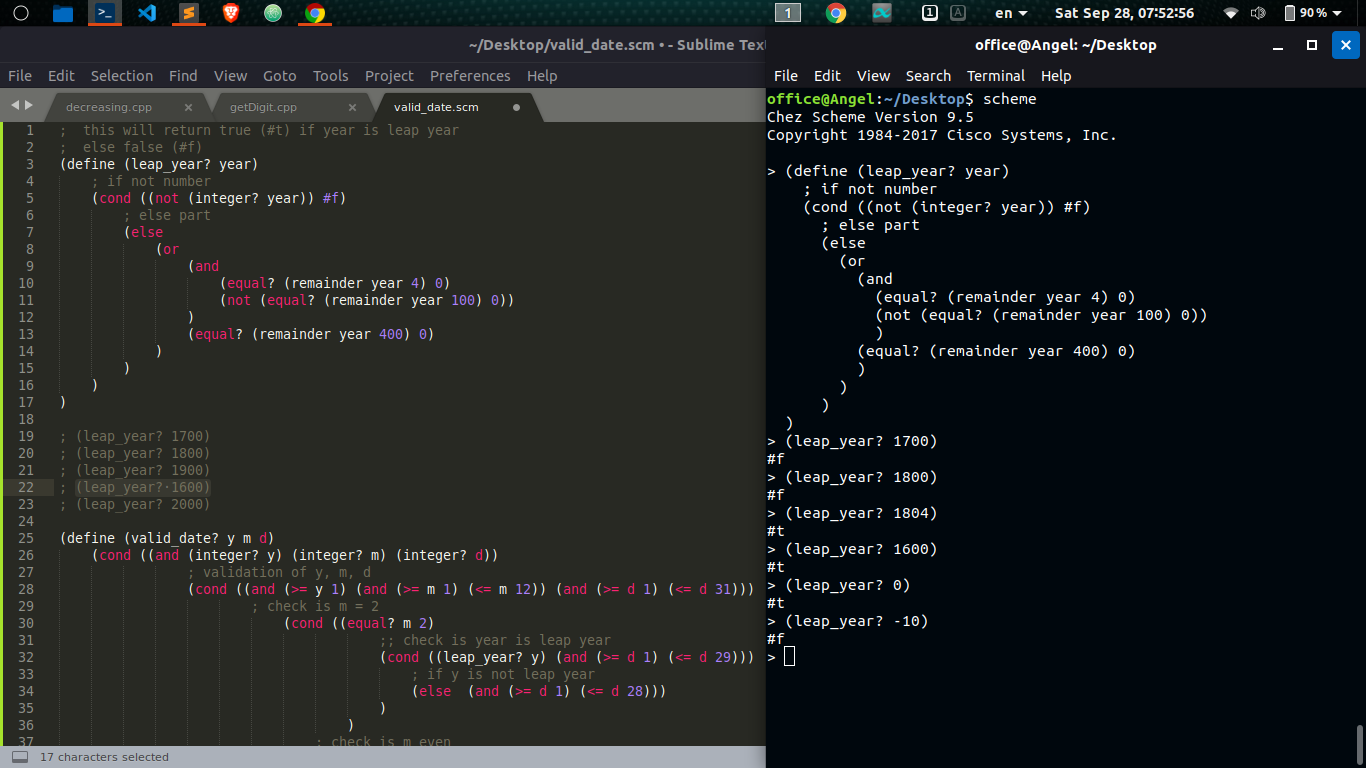 1
1
A
en
Sat Sep 28, 07:52:56
90 %
~/Desktop/valid_date.scm • - Sublime Text
File Edit Selection Find View Goto Tools Project Preferences Help
decreasing.cpp × getDigit.cpp × valid_date.scm
1 ;  this will return true (#t) if year is leap year
2 ;  else false (#f)
3 (define (leap_year? year)
4     ; if not number
5     (cond ((not (integer? year)) #f)
6         ; else part
7         (else
8             (or
9                 (and
10                     (equal? (remainder year 4) 0)
11                     (not (equal? (remainder year 100) 0))
12                 )
13                 (equal? (remainder year 400) 0)
14             )
15         )
16     )
17 )
18
19 ; (leap_year? 1700)
20 ; (leap_year? 1800)
21 ; (leap_year? 1900)
22 ; (leap_year?·1600)
23 ; (leap_year? 2000)
24
25 (define (valid_date? y m d)
26     (cond ((and (integer? y) (integer? m) (integer? d))
27                 ; validation of y, m, d
28                 (cond ((and (>= y 1) (and (>= m 1) (<= m 12)) (and (>= d 1) (<= d 31)))
29                         ; check is m = 2
30                             (cond ((equal? m 2)
31                                         ;; check is year is leap year
32                                         (cond ((leap_year? y) (and (>= d 1) (<= d 29)))
33                                             ; if y is not leap year
34                                             (else  (and (>= d 1) (<= d 28)))
35                                         )
36                                     )
37                                 ; check is m even
17 characters selected
office@Angel: ~/Desktop
File Edit View Search Terminal Help
office@Angel:~/Desktop$ scheme
Chez Scheme Version 9.5
Copyright 1984-2017 Cisco Systems, Inc.

> (define (leap_year? year)
    ; if not number
    (cond ((not (integer? year)) #f)
      ; else part
      (else
        (or
          (and
            (equal? (remainder year 4) 0)
            (not (equal? (remainder year 100) 0))
            )
          (equal? (remainder year 400) 0)
          )
        )
      )
  )
> (leap_year? 1700)
#f
> (leap_year? 1800)
#f
> (leap_year? 1804)
#t
> (leap_year? 1600)
#t
> (leap_year? 0)
#t
> (leap_year? -10)
#f
>